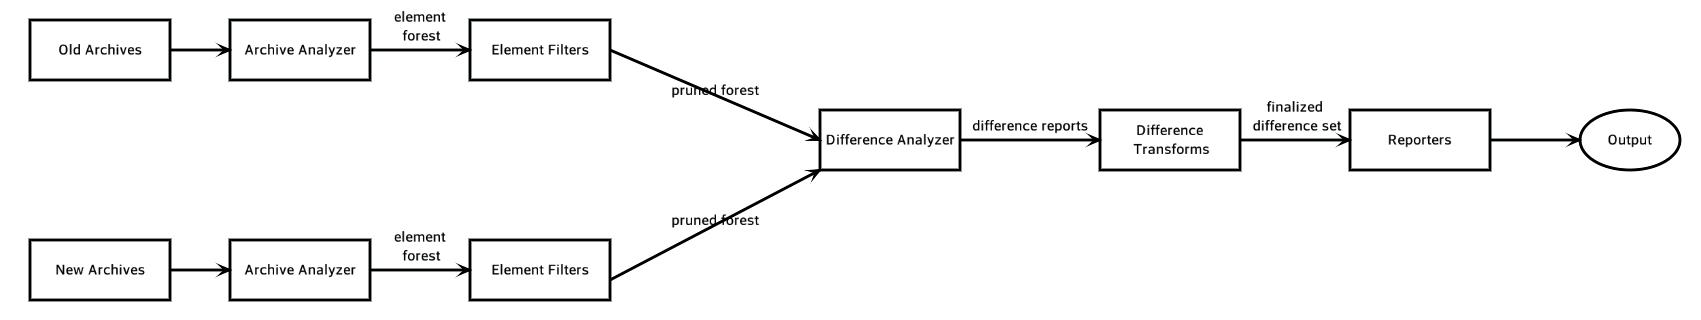 Old Archives
Archive Analyzer
element
forest
Element Filters
pruned forest
New Archives
Archive Analyzer
element
forest
Element Filters
pruned forest
Difference Analyzer
difference reports
Difference
Transforms
finalized
difference set
Reporters
Output